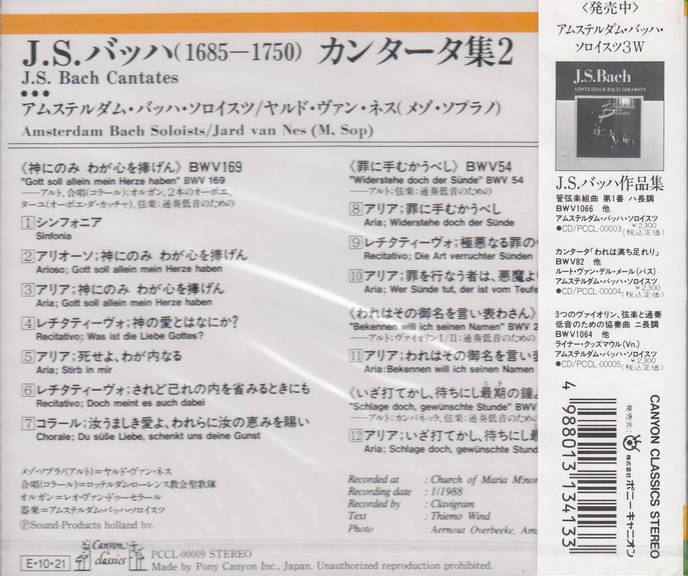 J.S.バッハ(1685—1750) カンタータ集2
J.S. Bach Cantates
アムステルダム・バッハ・ソロイスツ/ヤルド・ヴァン・ネス(メゾ・ソプラノ)
Amsterdam Bach Soloists/Jard van Nes (M. Sop)
《神にのみ わが心を捧げん》BWV169
"Gott soll allein mein Herze haben" BWV 169
——アルト、合唱(コラール):オルガン、2本のオーボエ、
ターユ(オーボエ・ダ・カッチャ)、弦楽:通奏低音のための
1 シンフォニア
Sinfonia
2 アリオーソ;神にのみ わが心を捧げん
Arioso; Gott soll allein mein Herze haben
3 アリア;神にのみ わが心を捧げん
Aria; Gott soll allein mein Herze haben
4 レチタティーヴォ;神の愛とはなにか?
Recitativo; Was ist die Liebe Gottes?
5 アリア;死せよ、わが内なる
Aria; Stirb in mir
6 レチタティーヴォ;されど己れの内を省みるときにも
Recitativo; Doch meint es auch dabei
7 コラール;汝うましき愛よ、われらに汝の恵みを賜い
Chorale; Du süße Liebe, schenkt uns deine Gunst
メゾ・ソプラノ(アルト)=ヤルド・ヴァン・ネス
合唱(コラール)=ロッテルダム・ローレンス教会聖歌隊
オルガン=レオ・ヴァン・ドゥーセラール
器楽=アムステルダム・バッハ・ソロイスツ
Ⓟ Sound-Products holland bv.
《罪に手むかうべし》BWV54
"Widerstehe doch der Sünde" BWV 54
——アルト:弦楽:通奏低音のための
8 アリア;罪に手むかうべし
Aria; Widerstehe doch der Sünde
9 レチタティーヴォ;極悪なる罪の
Recitativo; Die Art verruchter Sünden
10 アリア;罪を行なう者は、悪魔よ
Aria; Wer Sünde tut, der ist vom Teufe
《われはその御名を言い表わさん》
"Bekennen will ich seinen Namen" BWV 2
——アルト:ヴァイオリンI/II:通奏低音のための
11 アリア;われはその御名を言い
Aria; Bekennen will ich seinen Namen
《いざ打てかし、待ちにし最期の鐘よ
"Schlage doch, gewünschte Stunde" BWV
——アルト:カンパネッラ、弦楽:通奏低音のための
12 アリア;いざ打てかし、待ちにし最
Aria; Schlage doch, gewünschte Stunde
Recorded at : Church of Maria Minor
Recording date : 1/1988
Recorded by : Clavigram
Text : Thiemo Wind
Photo : Aernout Overbeeke, Am
E・10・21
Canyon classics
PCCL-00009 STEREO
Made by Pony Canyon Inc., Japan. Unauthorized reproduction prohibited.
〈発売中〉
アムステルダム・バッハ・
ソロイスツ3W
J.S.Bach
AMSTERDAM BACH SOLOISTS
J.S.バッハ作品集
管弦楽組曲 第1番 ハ長調
BWV1066 他
アムステルダム・バッハ・ソロイスツ
●CD/PCCL-00003 ¥2,300(税込定価)
カンタータ「われは満ち足れり」
BWV82 他
ルート・ヴァン・デル・メール(バス)
アムステルダム・バッハ・ソロイスツ
●CD/PCCL-00004 ¥2,300(税込定価)
3つのヴァイオリン、弦楽と通奏
低音のための協奏曲 ニ長調
BWV1064 他
ライナー・クッズマウル(Vn.)
アムステルダム・バッハ・ソロイスツ
●CD/PCCL-00005 ¥2,300(税込定価)
4 988013 134133
CANYON CLASSICS STEREO
発売元:株式会社 ポニーキャニオン